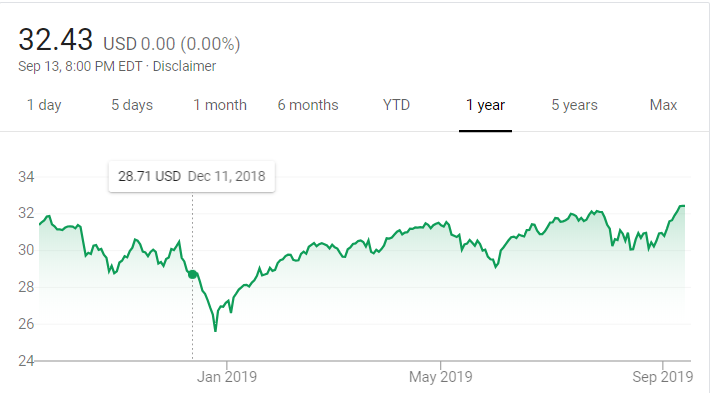 32.43 USD 0.00 (0.00%)
Sep 13, 8:00 PM EDT · Disclaimer
1 day 5 days 1 month 6 months YTD 1 year 5 years Max
28.71 USD Dec 11, 2018
34
32
30
28
26
24
Jan 2019 May 2019 Sep 2019